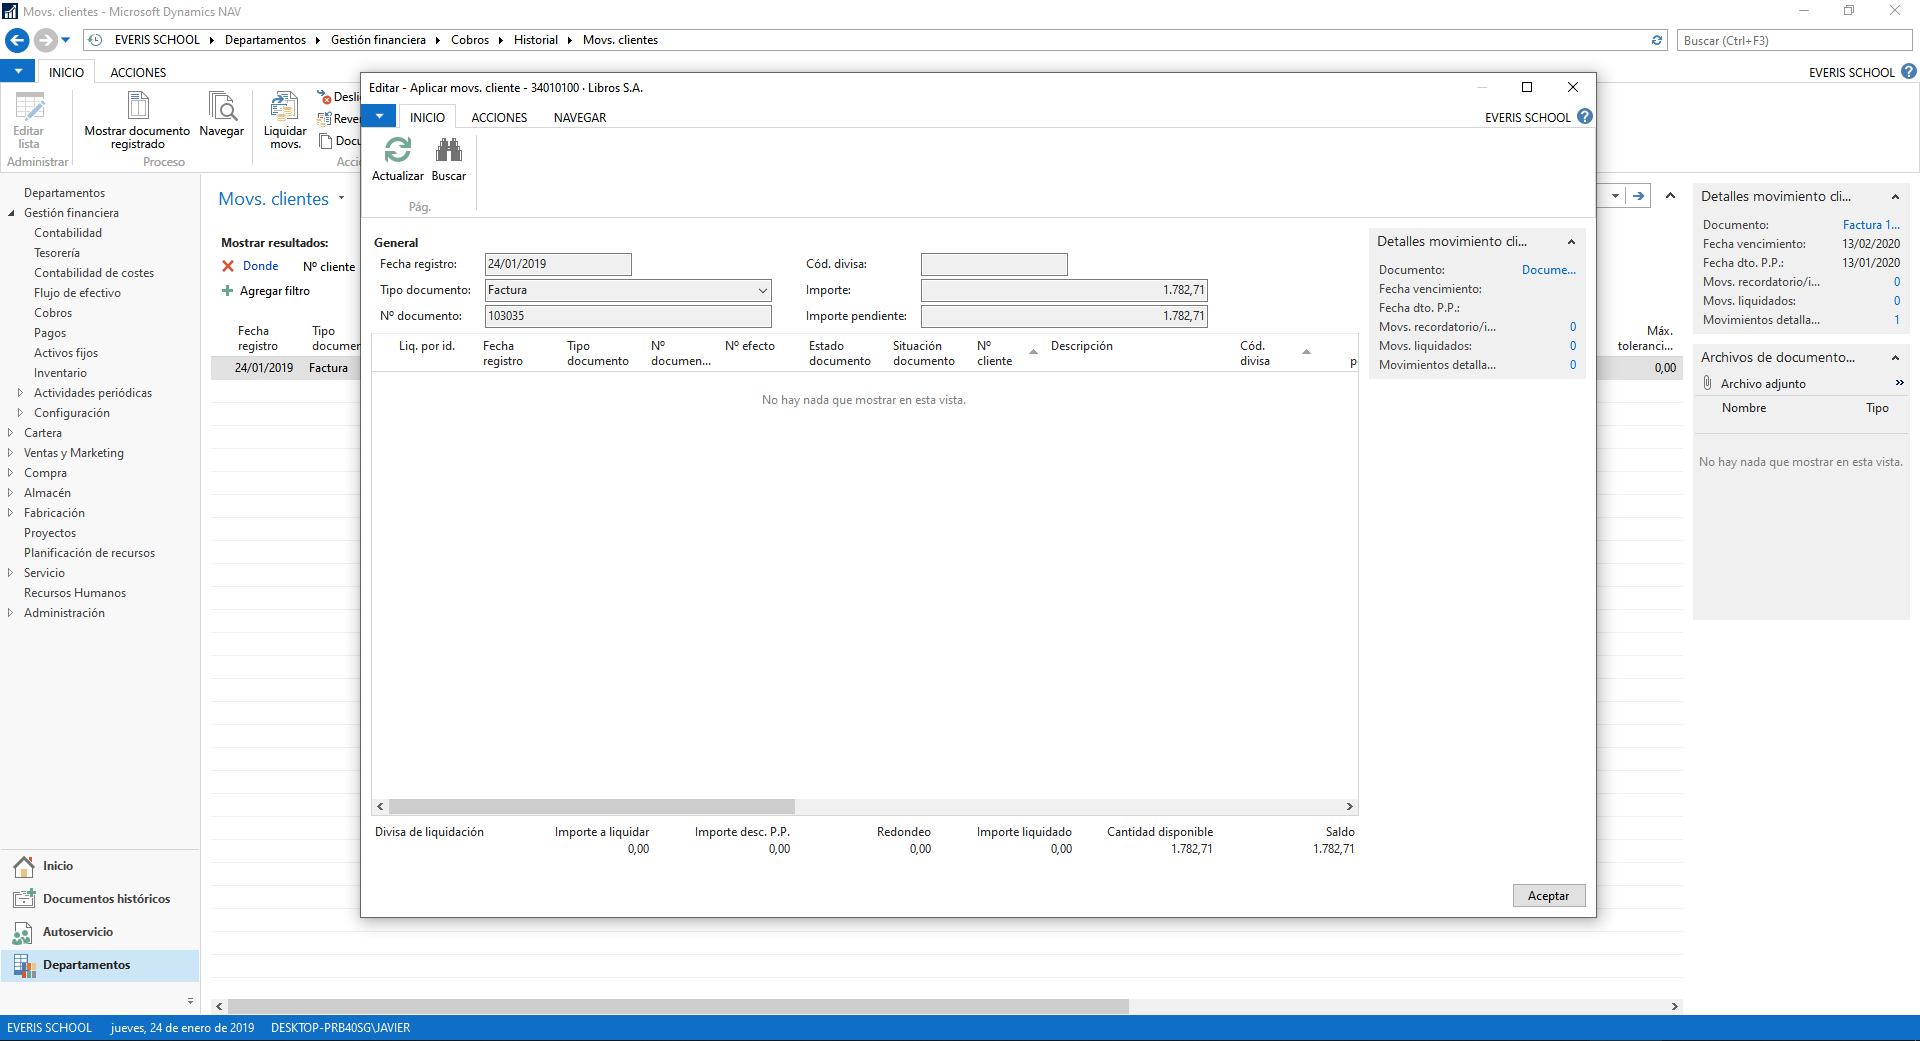 Movs. clientes - Microsoft Dynamics NAV
EVERIS SCHOOL
Departamentos
Gestión financiera
Cobros
Historial
Movs. clientes
Buscar (Ctrl+F3)
INICIO
ACCIONES
EVERIS SCHOOL
Editar lista
Administrar
Mostrar documento registrado
Navegar
Proceso
Liquidar movs.
Desli
Rever
Docu
Acci
Departamentos
Gestión financiera
Contabilidad
Tesorería
Contabilidad de costes
Flujo de efectivo
Cobros
Pagos
Activos fijos
Inventario
Actividades periódicas
Configuración
Cartera
Ventas y Marketing
Compra
Almacén
Fabricación
Proyectos
Planificación de recursos
Servicio
Recursos Humanos
Administración
Inicio
Documentos históricos
Autoservicio
Departamentos
Movs. clientes
Mostrar resultados:
Donde Nº cliente
Agregar filtro
Fecha registro
Tipo documen
24/01/2019 Factura
Editar - Aplicar movs. cliente - 34010100 · Libros S.A.
INICIO
ACCIONES
NAVEGAR
EVERIS SCHOOL
Actualizar
Buscar
Pág.
General
Fecha registro: 24/01/2019
Tipo documento: Factura
Nº documento: 103035
Cód. divisa:
Importe: 1.782,71
Importe pendiente: 1.782,71
Liq. por id.
Fecha registro
Tipo documento
Nº documen...
Nº efecto
Estado documento
Situación documento
Nº cliente
Descripción
Cód. divisa
p
No hay nada que mostrar en esta vista.
Divisa de liquidación
Importe a liquidar
0,00
Importe desc. P.P.
0,00
Redondeo
0,00
Importe liquidado
0,00
Cantidad disponible
1.782,71
Saldo
1.782,71
Detalles movimiento cli...
Documento: Docume...
Fecha vencimiento:
Fecha dto. P.P.:
Movs. recordatorio/i... 0
Movs. liquidados: 0
Movimientos detalla... 0
Aceptar
Máx. toleranci...
0,00
Detalles movimiento cli...
Documento: Factura 1...
Fecha vencimiento: 13/02/2020
Fecha dto. P.P.: 13/01/2020
Movs. recordatorio/i... 0
Movs. liquidados: 0
Movimientos detalla... 1
Archivos de documento...
Archivo adjunto
Nombre Tipo
No hay nada que mostrar en esta vista.
EVERIS SCHOOL jueves, 24 de enero de 2019 DESKTOP-PRB40SG\JAVIER